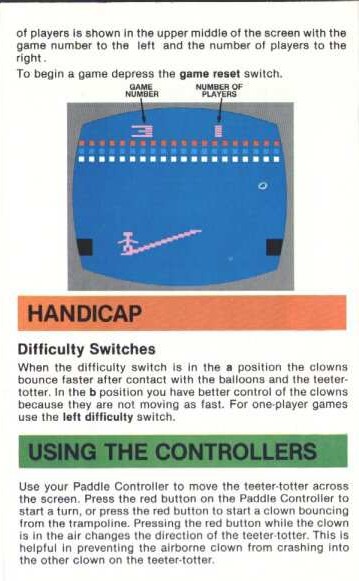 of players is shown in the upper middle of the screen with the
game number to the left and the number of players to the
right.
To begin a game depress the game reset switch.
GAME
NUMBER
NUMBER OF
PLAYERS
HANDICAP
Difficulty Switches
When the difficulty switch is in the a position the clowns
bounce faster after contact with the balloons and the teeter-
totter. In the b position you have better control of the clowns
because they are not moving as fast. For one-player games
use the left difficulty switch.
USING THE CONTROLLERS
Use your Paddle Controller to move the teeter-totter across
the screen. Press the red button on the Paddle Controller to
start a turn, or press the red button to start a clown bouncing
from the trampoline. Pressing the red button while the clown
is in the air changes the direction of the teeter-totter. This is
helpful in preventing the airborne clown from crashing into
the other clown on the teeter-totter.